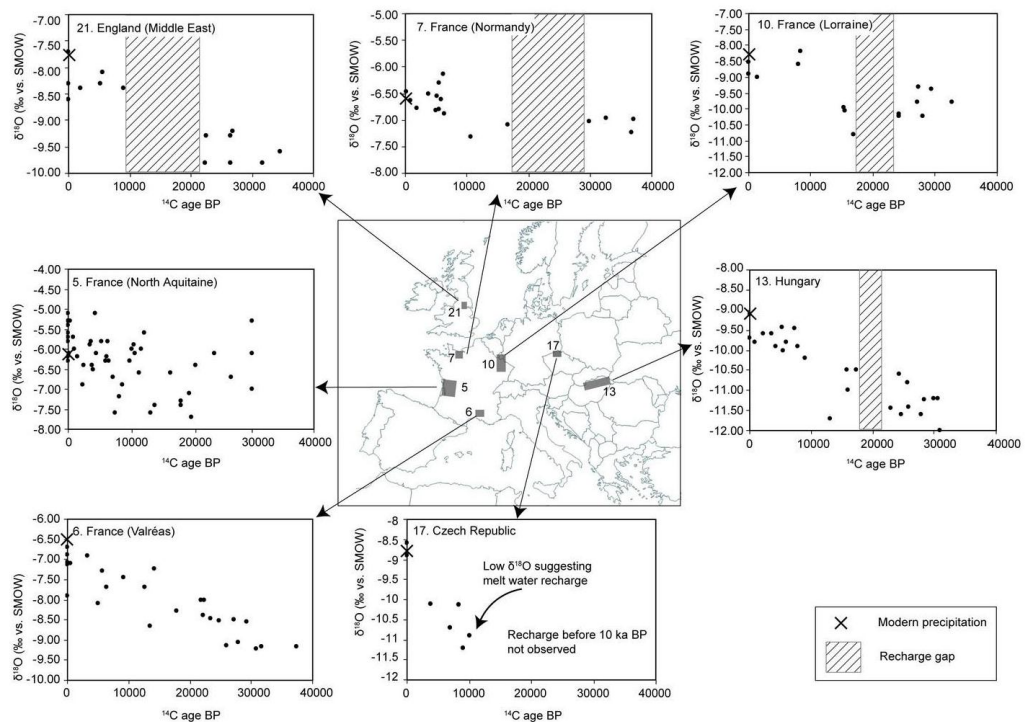 21. England (Middle East)
δ18O (‰ vs. SMOW)
-7.00
-7.50
-8.00
-8.50
-9.00
-9.50
-10.00
0 10000 20000 30000 40000
14C age BP
7. France (Normandy)
δ18O (‰ vs. SMOW)
-5.00
-6.00
-7.00
-8.00
0 10000 20000 30000 40000
14C age BP
10. France (Lorraine)
δ18O (‰ vs. SMOW)
-7.00
-7.50
-8.00
-8.50
-9.00
-9.50
-10.00
-10.50
-11.00
-11.50
-12.00
0 10000 20000 30000 40000
14C age BP
5. France (North Aquitaine)
δ18O (‰ vs. SMOW)
-4.00
-4.50
-5.00
-5.50
-6.00
-6.50
-7.00
-7.50
-8.00
0 10000 20000 30000 40000
14C age BP
21
7
10
17
5
13
6
13. Hungary
δ18O (‰ vs. SMOW)
-8.00
-8.50
-9.00
-9.50
-10.00
-10.50
-11.00
-11.50
-12.00
0 10000 20000 30000 40000
14C age BP
6. France (Valréas)
δ18O (‰ vs. SMOW)
-6.00
-6.50
-7.00
-7.50
-8.00
-8.50
-9.00
-9.50
-10.00
0 10000 20000 30000 40000
14C age BP
17. Czech Republic
δ18O (‰ vs. SMOW)
-8
-8.5
-9
-9.5
-10
-10.5
-11
-11.5
-12
Low δ18O suggesting
melt water recharge
Recharge before 10 ka BP
not observed
0 10000 20000 30000 40000
14C age BP
Modern precipitation
Recharge gap